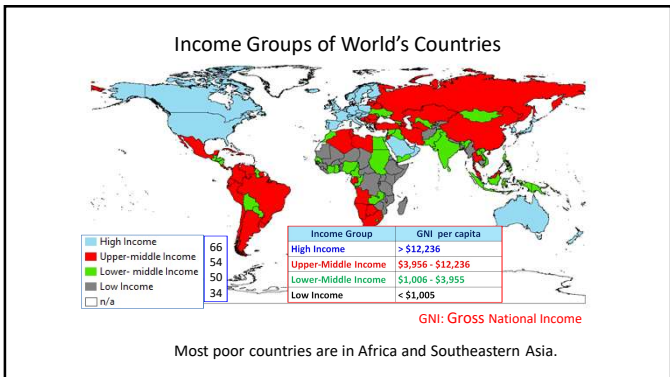 Income Groups of World's Countries
High Income
Upper-middle Income
Lower- middle Income
Low Income
n/a
66
54
50
34
Income Group GNI per capita
High Income > $12,236
Upper-Middle Income $3,956 - $12,236
Lower-Middle Income $1,006 - $3,955
Low Income < $1,005
GNI: Gross National Income
Most poor countries are in Africa and Southeastern Asia.